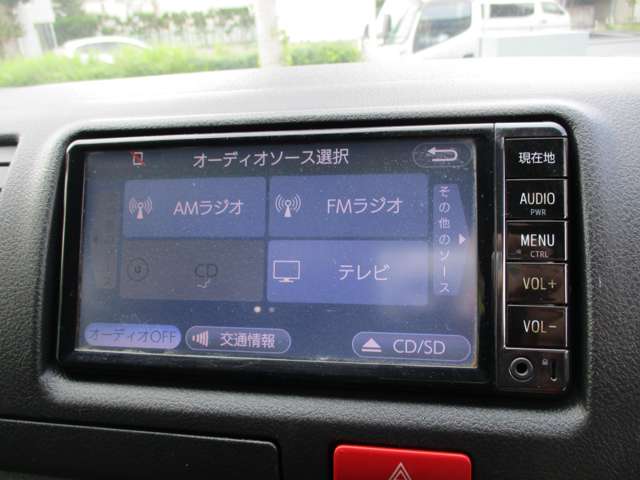 オーディオソース選択
AMラジオ
FMラジオ
CD
テレビ
その他のソース
オーディオOFF
交通情報
CD/SD
現在地
AUDIO
PWR
MENU
CTRL
VOL+
VOL-